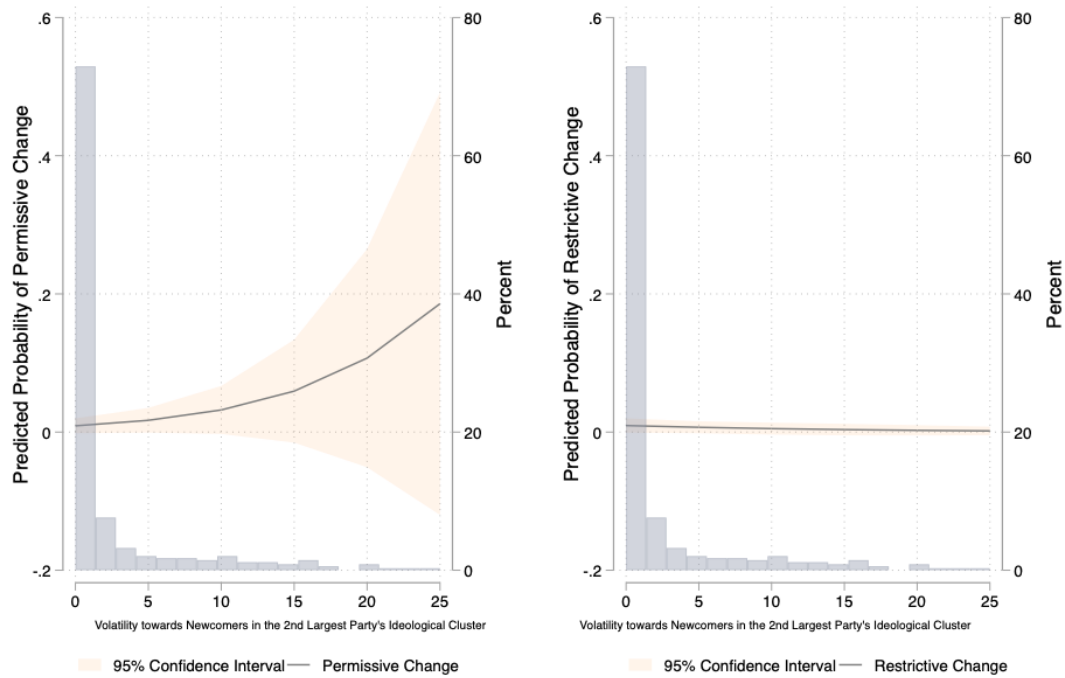 Predicted Probability of Permissive Change
.6
.4
.2
0
-.2
80
60
40
20
0
Percent
0 5 10 15 20 25
Volatility towards Newcomers in the 2nd Largest Party's Ideological Cluster
95% Confidence Interval Permissive Change
Predicted Probability of Restrictive Change
.6
.4
.2
0
-.2
80
60
40
20
0
Percent
0 5 10 15 20 25
Volatility towards Newcomers in the 2nd Largest Party's Ideological Cluster
95% Confidence Interval Restrictive Change